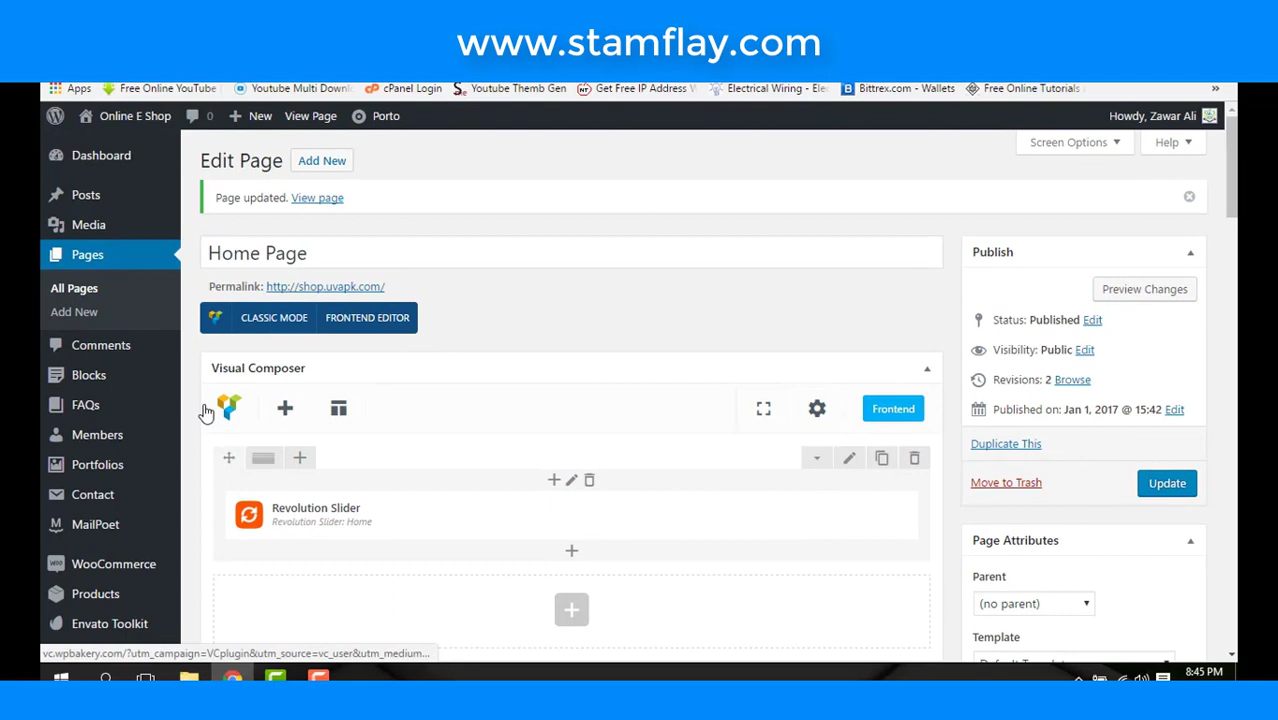 www.stamflay.com
Apps Free Online YouTube Youtube Multi Downl cPanel Login Youtube Themb Gen Get Free IP Address Electrical Wiring - Ele Bittrex.com - Wallets Free Online Tutorials »
Online E Shop 0 New View Page Porto Howdy, Zawar Ali
Dashboard
Posts
Media
Pages
All Pages
Add New
Comments
Blocks
FAQs
Members
Portfolios
Contact
MailPoet
WooCommerce
Products
Envato Toolkit
Screen Options Help
Edit Page Add New
Page updated. View page
Home Page
Permalink: http://shop.uvapk.com/
CLASSIC MODE FRONTEND EDITOR
Visual Composer
Frontend
Revolution Slider
Revolution Slider: Home
Publish
Preview Changes
Status: Published Edit
Visibility: Public Edit
Revisions: 2 Browse
Published on: Jan 1, 2017 @ 15:42 Edit
Duplicate This
Move to Trash Update
Page Attributes
Parent
(no parent)
Template
vc.wpbakery.com/?utm_campaign=VCplugin&utm_source=vc_user&utm_medium...
8:45 PM